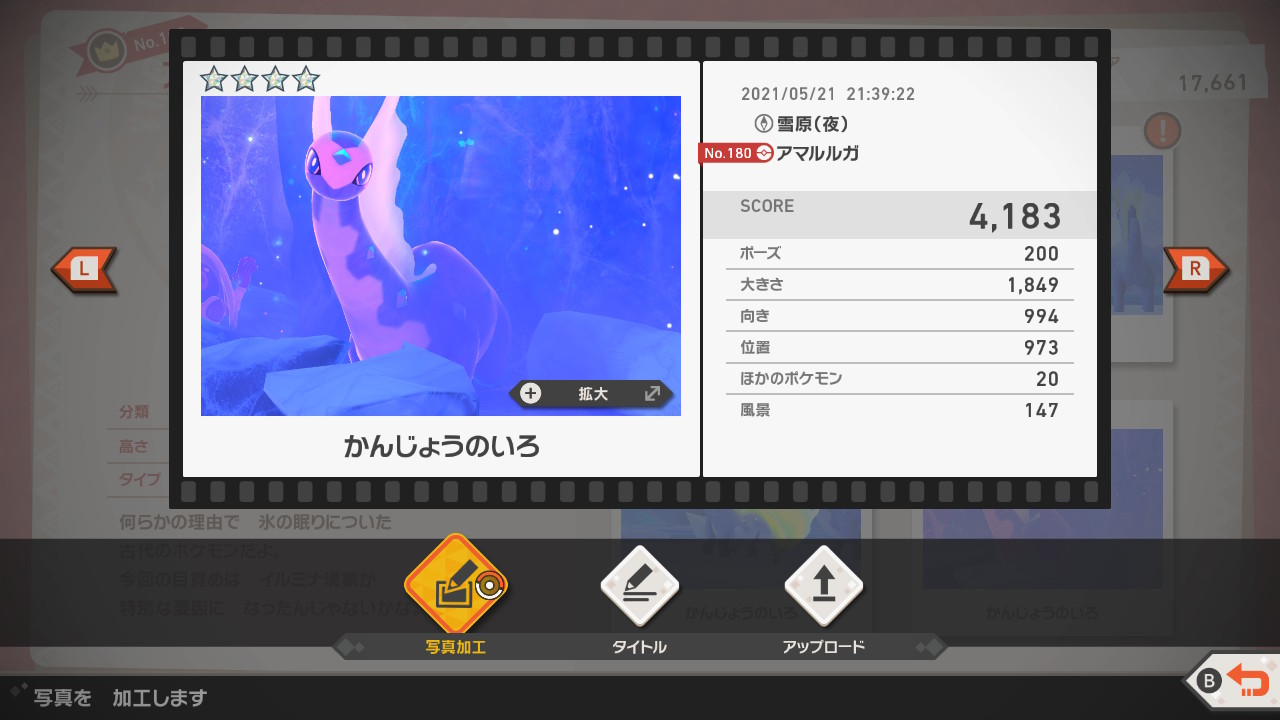 No.1
17,661
2021/05/21 21:39:22
雪原(夜)
No.180 アマルルガ
SCORE 4,183
ポーズ 200
大きさ 1,849
向き 994
位置 973
ほかのポケモン 20
風景 147
L
R
+ 拡大
かんじょうのいろ
分類
高さ
タイプ
何らかの理由で 氷の眠りについた
古代のポケモンだよ。
今回の目覚めは イルミナ現象が
特別な要因に なったんじゃないかな
かんじょうのいろ
かんじょうのいろ
写真加工
タイトル
アップロード
B
写真を 加工します